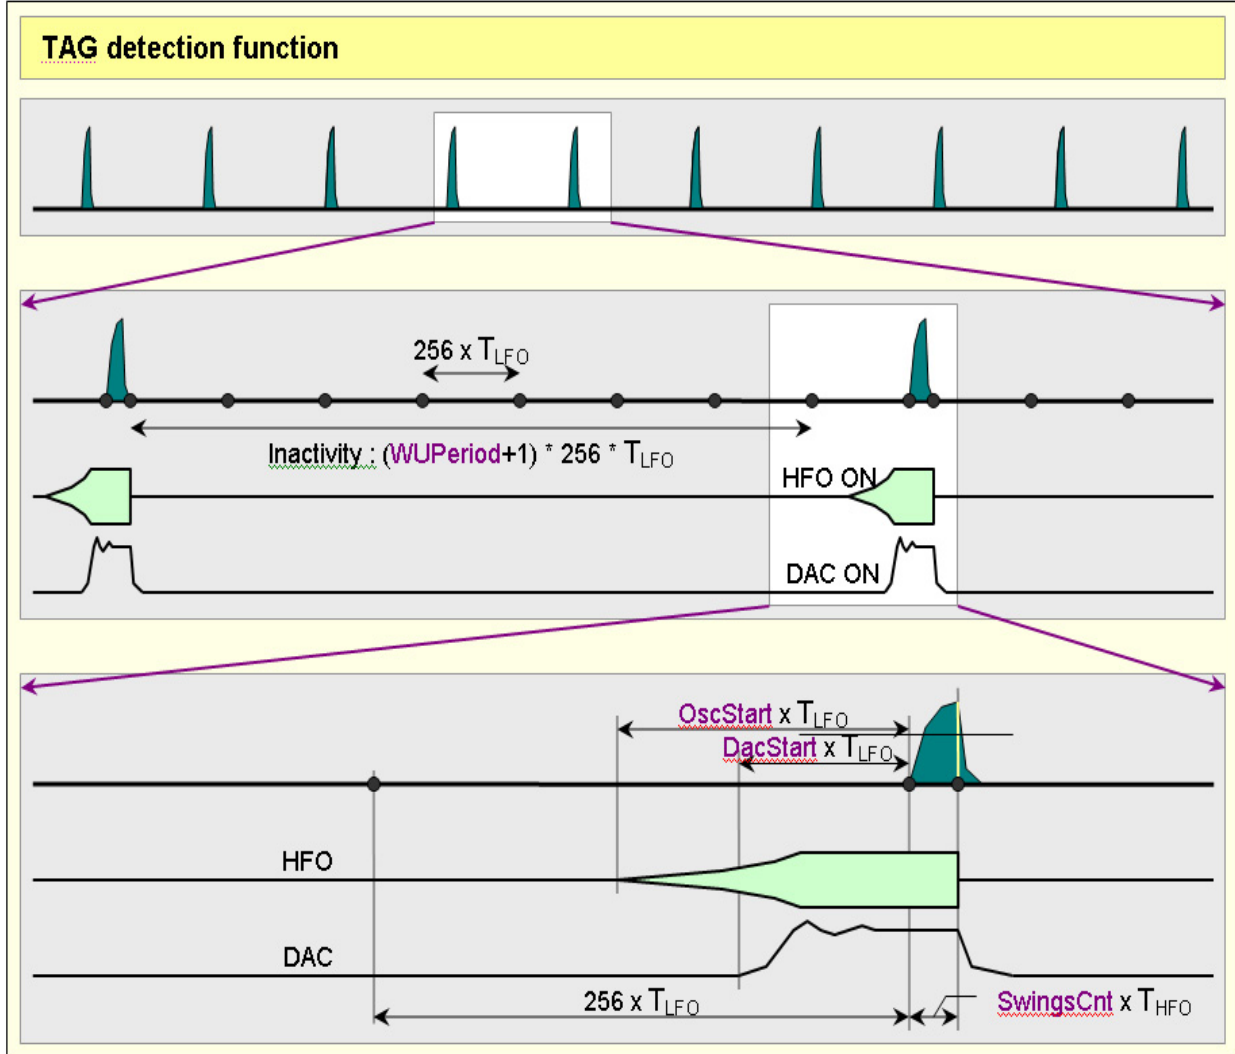 TAG detection function
256 x TLFO
Inactivity : (WUPeriod+1) * 256 * TLFO
HFO ON
DAC ON
OscStart x TLFO
DacStart x TLFO
HFO
DAC
256 x TLFO
SwingsCnt x THFO